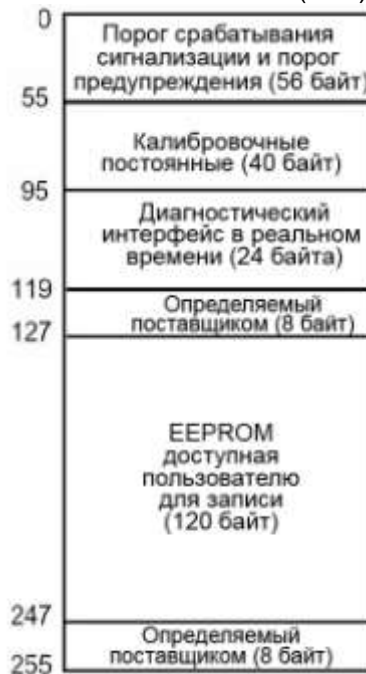 0
Порог срабатывания
сигнализации и порог
предупреждения (56 байт)
55
Калибровочные
постоянные (40 байт)
95
Диагностический
интерфейс в реальном
времени (24 байта)
119
Определяемый
поставщиком (8 байт)
127
EEPROM
доступная
пользователю
для записи
(120 байт)
247
Определяемый
поставщиком (8 байт)
255